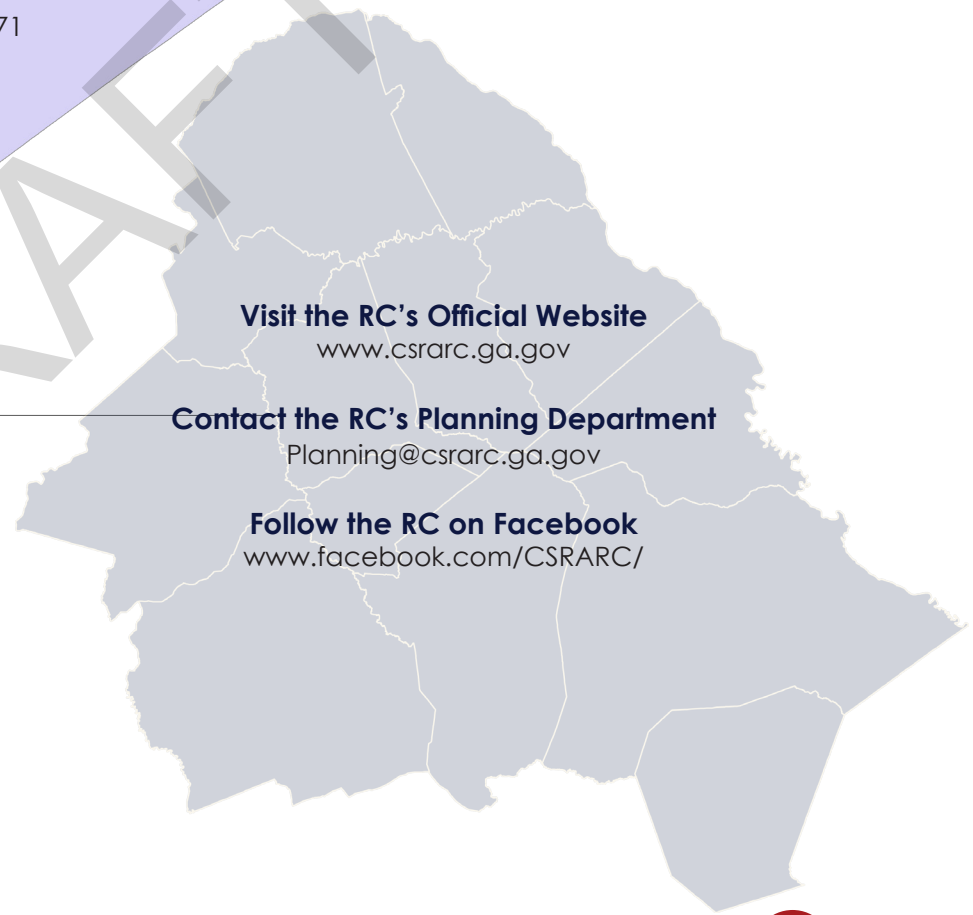 71
Visit the RC's Official Website
www.csrarc.ga.gov
Contact the RC's Planning Department
Planning@csrarc.ga.gov
Follow the RC on Facebook
www.facebook.com/CSRARC/